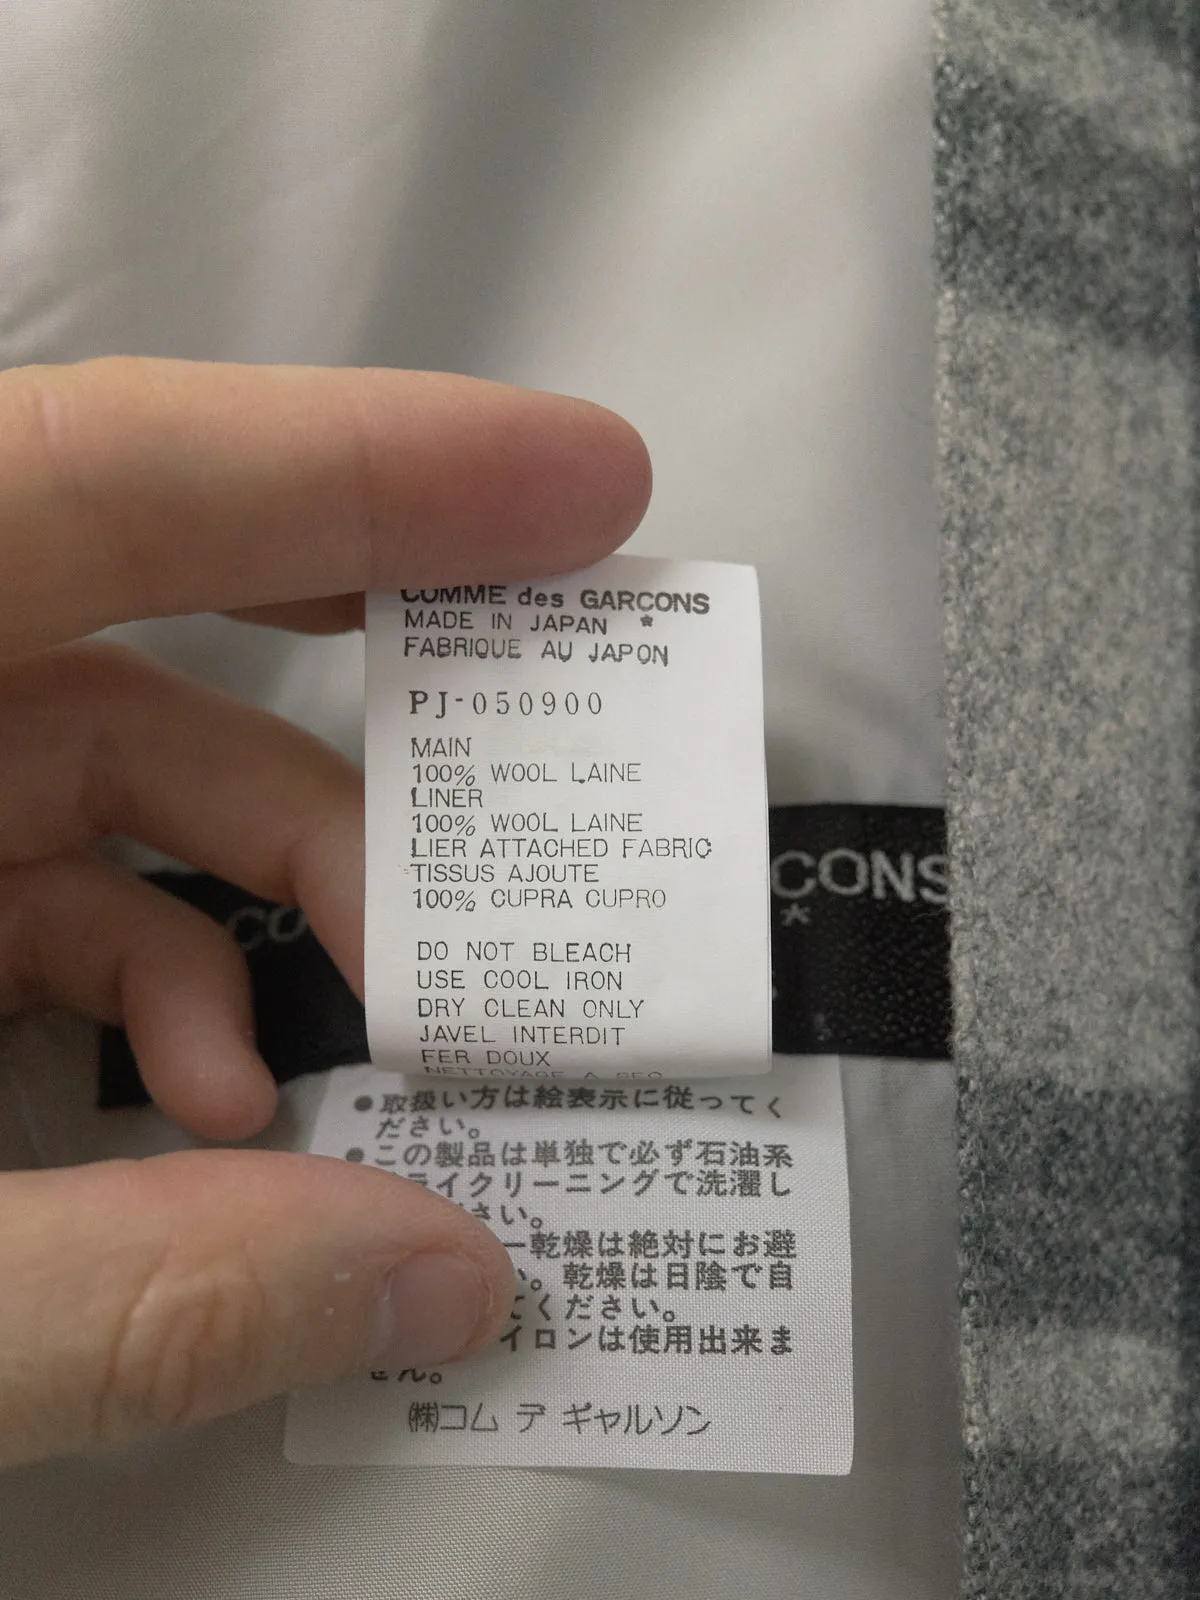 COMME des GARCONS
MADE IN JAPAN *
FABRIQUE AU JAPON
PJ-050900
MAIN
100% WOOL LAINE
LINER
100% WOOL LAINE
LIER ATTACHED FABRIC
TISSUS AJOUTE
100% CUPRA CUPRO
DO NOT BLEACH
USE COOL IRON
DRY CLEAN ONLY
JAVEL INTERDIT
FER DOUX
NETTOYAGE A SEC
CO
CONS
*
●取扱い方は絵表示に従ってく
ださい。
●この製品は単独で必ず石油系
ライクリーニングで洗濯し
さい。
ー乾燥は絶対にお避
い。乾燥は日陰で自
てください。
イロンは使用出来ま
せん。
㈱コム デ ギャルソン